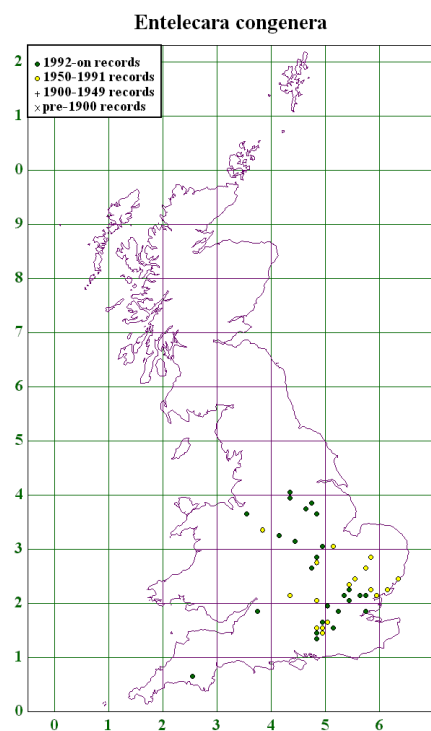 Entelecara congenera
1992-on records
1950-1991 records
1900-1949 records
pre-1900 records
2
1
0
9
8
7
6
5
4
3
2
1
0
0 1 2 3 4 5 6